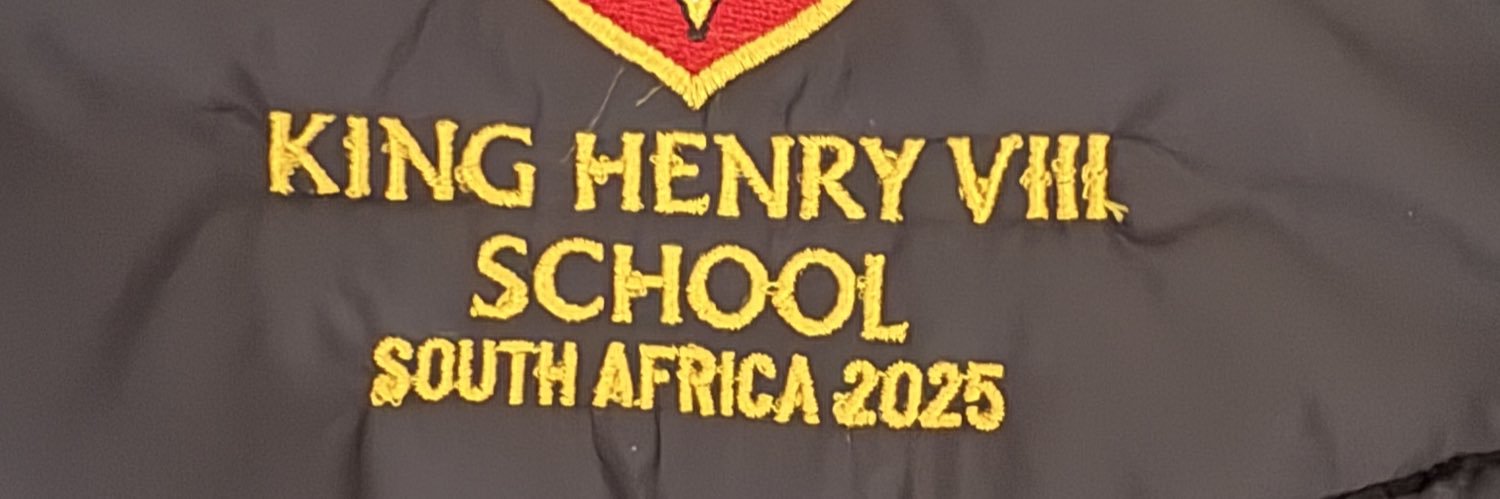 KING HENRY VIII
SCHOOL
SOUTH AFRICA 2025